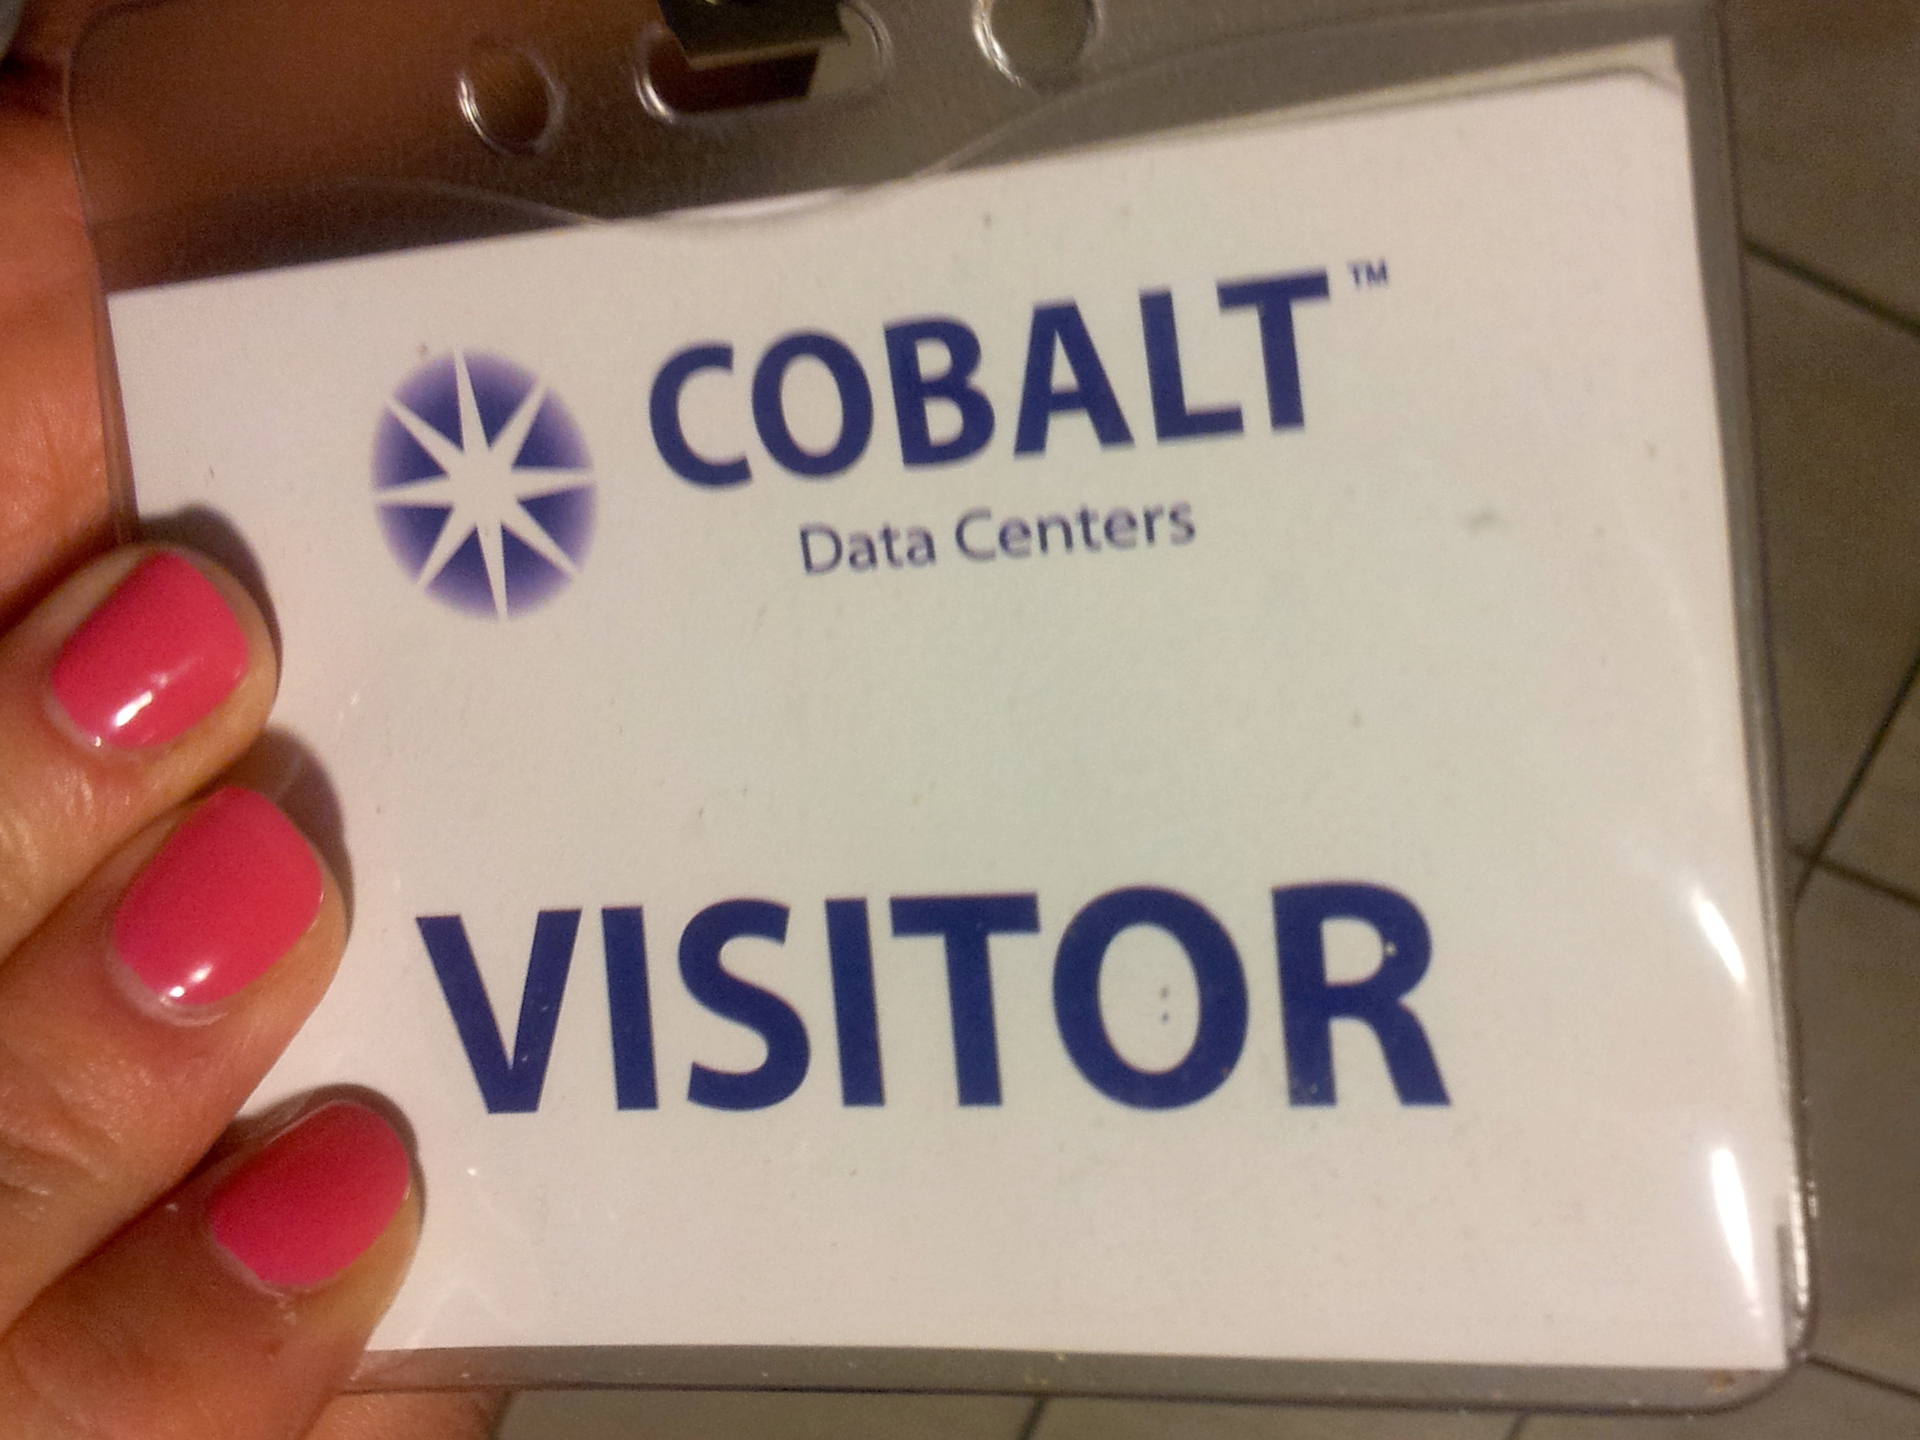 COBALT™
Data Centers
VISITOR